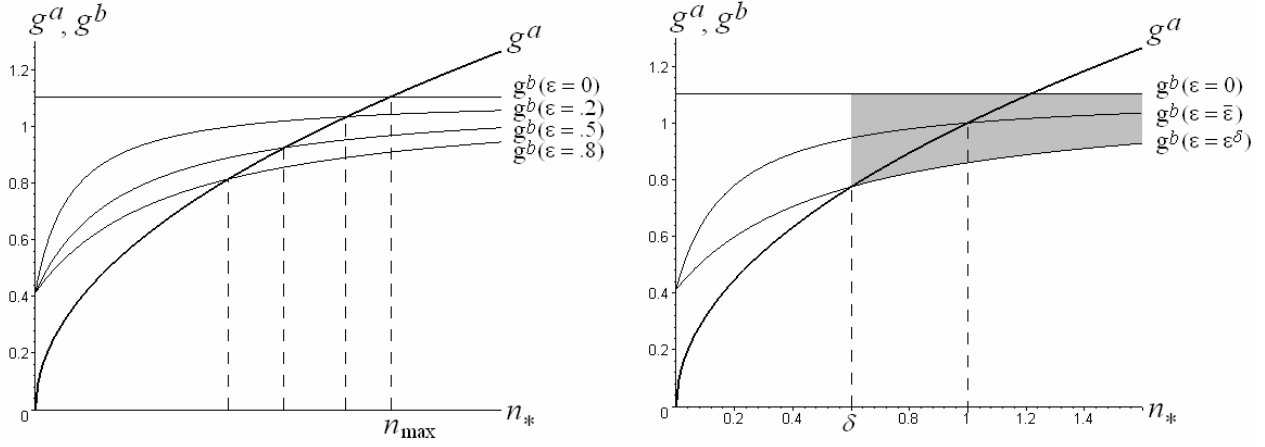 g^a, g^b
1.2
1
0.8
0.6
0.4
0.2
0
g^a
g^b(ε = 0)
g^b(ε = .2)
g^b(ε = .5)
g^b(ε = .8)
n_max
n_*
g^a, g^b
1.2
1
0.8
0.6
0.4
0.2
0
g^a
g^b(ε = 0)
g^b(ε = ε̄)
g^b(ε = ε^δ)
0.2 0.4 δ 0.8 1 1.2 1.4 n_*